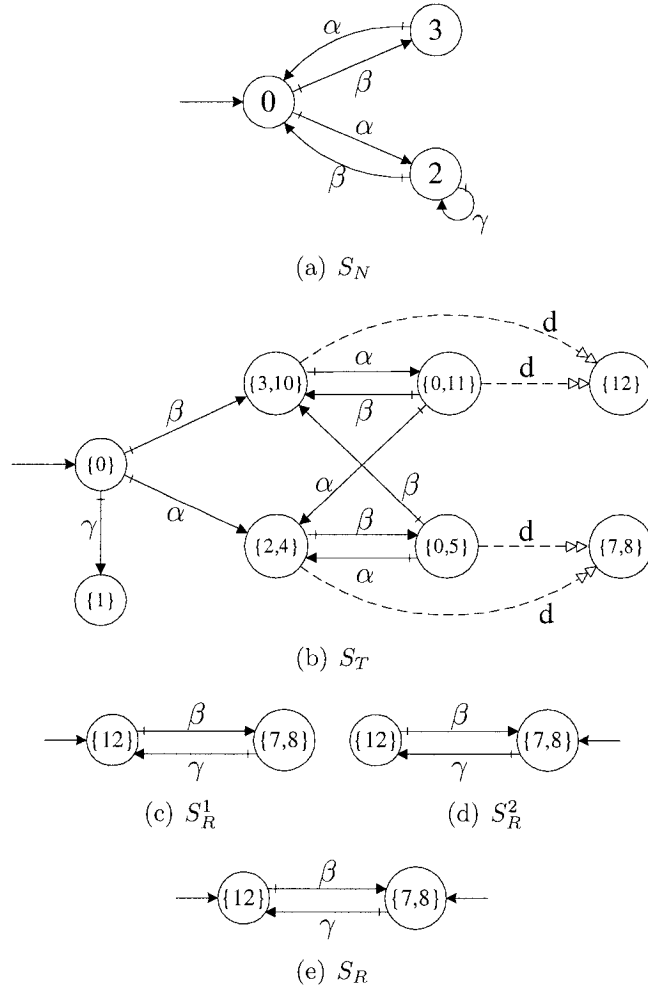 α
3
0
β
α
β
2
γ
(a) S_N
d
α
{3,10}
{0,11}
d
{12}
β
β
{0}
α
β
γ
α
β
{2,4}
{0,5}
d
{7,8}
α
{1}
d
(b) S_T
β
β
{12}
{7,8}
{12}
{7,8}
γ
γ
(c) S_R^1
(d) S_R^2
β
{12}
{7,8}
γ
(e) S_R